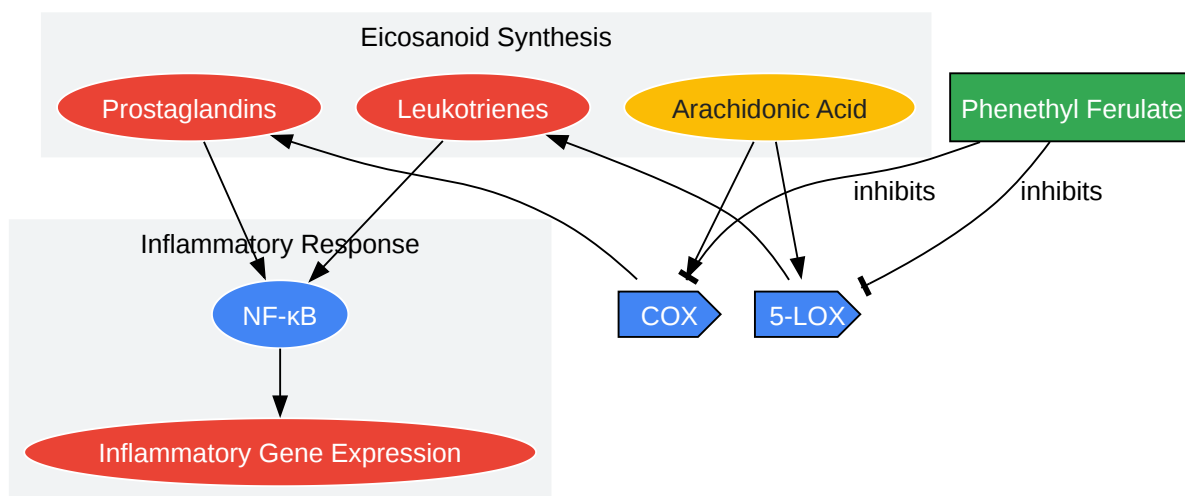 Eicosanoid Synthesis
Prostaglandins
Leukotrienes
Arachidonic Acid
Phenethyl Ferulate
inhibits
inhibits
Inflammatory Response
NF-κB
COX
5-LOX
Inflammatory Gene Expression